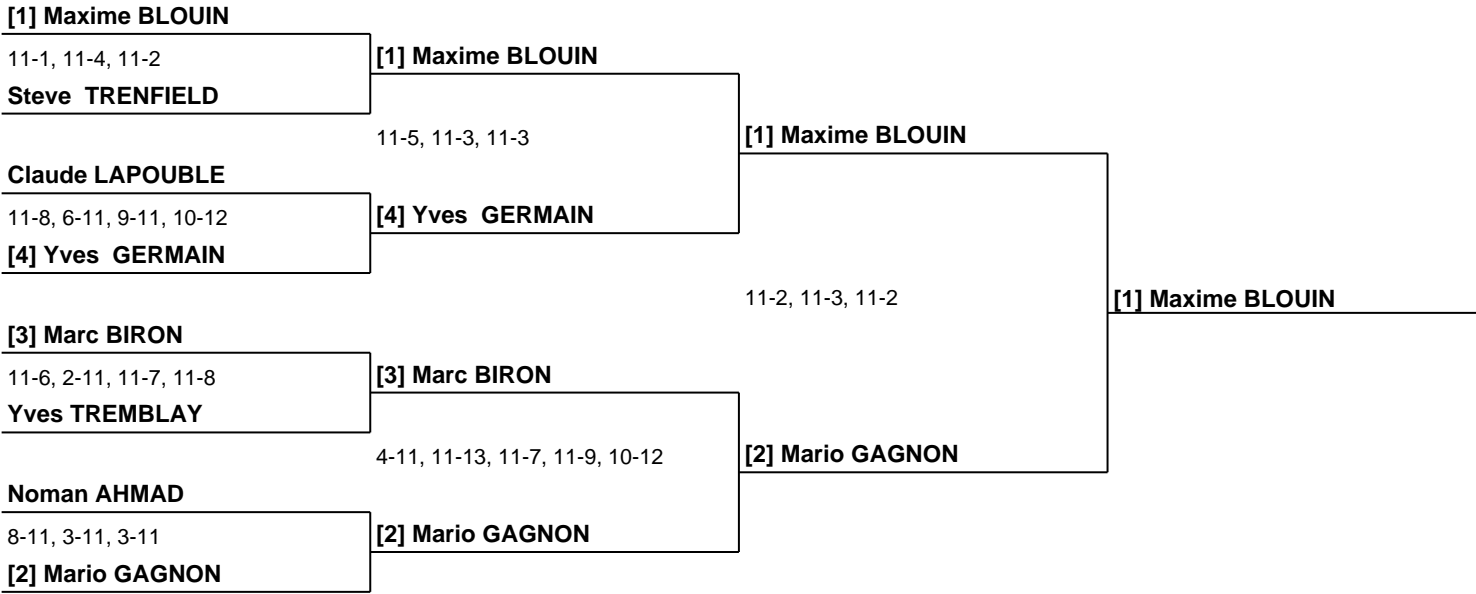 [1] Maxime BLOUIN
11-1, 11-4, 11-2
Steve TRENFIELD
[1] Maxime BLOUIN
11-5, 11-3, 11-3
Claude LAPOUBLE
11-8, 6-11, 9-11, 10-12
[4] Yves GERMAIN
[4] Yves GERMAIN
[1] Maxime BLOUIN
11-2, 11-3, 11-2
[1] Maxime BLOUIN
[3] Marc BIRON
11-6, 2-11, 11-7, 11-8
Yves TREMBLAY
[3] Marc BIRON
4-11, 11-13, 11-7, 11-9, 10-12
[2] Mario GAGNON
Noman AHMAD
8-11, 3-11, 3-11
[2] Mario GAGNON
[2] Mario GAGNON